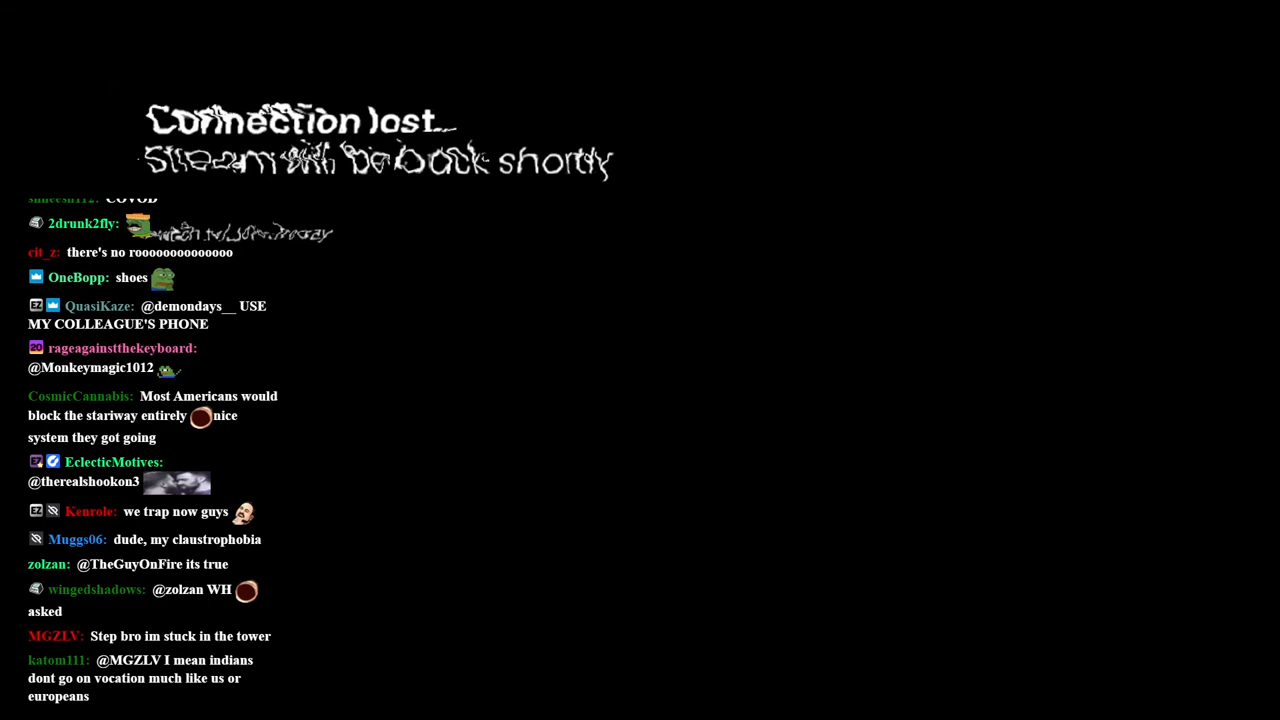 Connection lost...
Stream will be back shortly
COVOD
2drunk2fly:
cit_z: there's no roooooooooooooo
OneBopp: shoes
QuasiKaze: @demondays__ USE
MY COLLEAGUE'S PHONE
20 rageagainstthekeyboard:
@Monkeymagic1012
CosmicCannabis: Most Americans would
block the stariway entirely nice
system they got going
EclecticMotives:
@therealshookon3
EZ Kenrole: we trap now guys
Muggs06: dude, my claustrophobia
zolzan: @TheGuyOnFire its true
wingedshadows: @zolzan WH
asked
MGZLV: Step bro im stuck in the tower
katom111: @MGZLV I mean indians
dont go on vocation much like us or
europeans